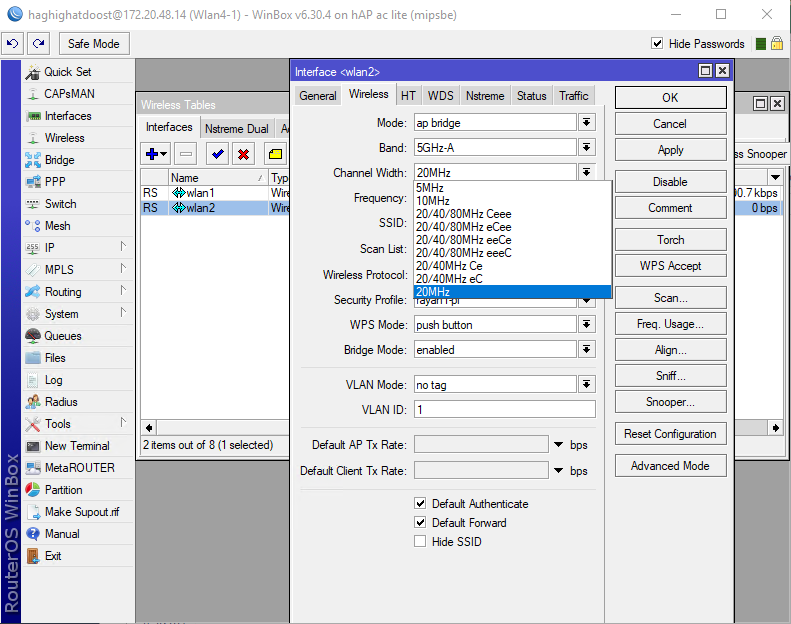 haghighatdoost@172.20.48.14 (Wlan4-1) - WinBox v6.30.4 on hAP ac lite (mipsbe)
Safe Mode
Hide Passwords
RouterOS WinBox
Quick Set
CAPsMAN
Interfaces
Wireless
Bridge
PPP
Switch
Mesh
IP
MPLS
Routing
System
Queues
Files
Log
Radius
Tools
New Terminal
MetaROUTER
Partition
Make Supout.rif
Manual
Exit
Wireless Tables
Interfaces
Nstreme Dual
ss Snooper
Name
Typ
RS wlan1 Wire 00.7 kbps
RS wlan2 Wire 0 bps
2 items out of 8 (1 selected)
Interface <wlan2>
General Wireless HT WDS Nstreme Status Traffic
Mode: ap bridge
Band: 5GHz-A
Channel Width: 20MHz
5MHz
10MHz
20/40/80MHz Ceee
20/40/80MHz eCee
20/40/80MHz eeCe
20/40/80MHz eeeC
20/40MHz Ce
20/40MHz eC
20MHz
Frequency:
SSID:
Scan List:
Wireless Protocol:
Security Profile:
WPS Mode: push button
Bridge Mode: enabled
VLAN Mode: no tag
VLAN ID: 1
Default AP Tx Rate: bps
Default Client Tx Rate: bps
Default Authenticate
Default Forward
Hide SSID
OK
Cancel
Apply
Disable
Comment
Torch
WPS Accept
Scan...
Freq. Usage...
Align...
Sniff...
Snooper...
Reset Configuration
Advanced Mode